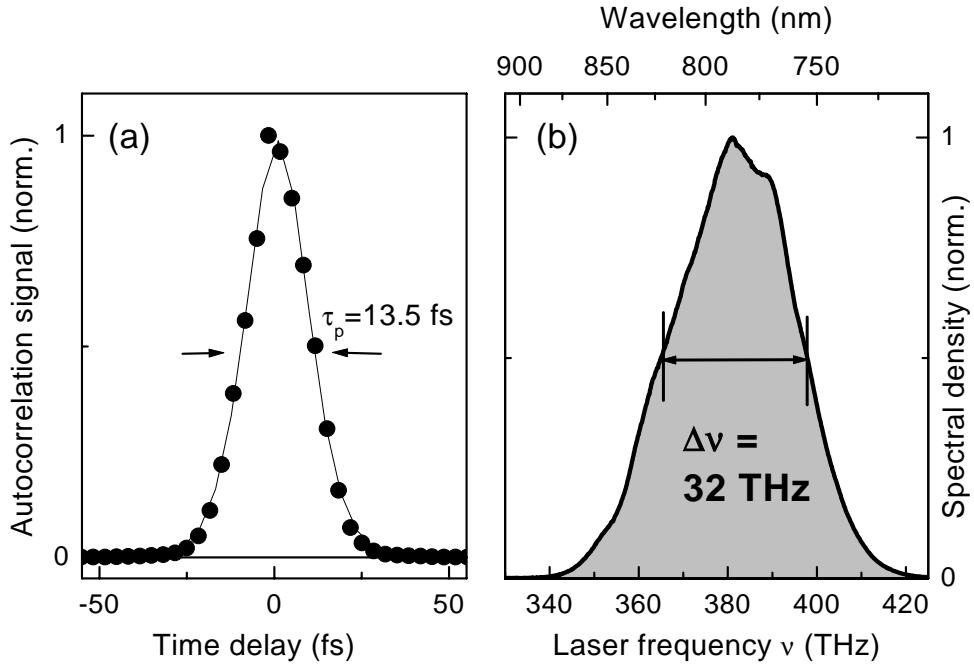 (a)
Autocorrelation signal (norm.)
1
0
τp=13.5 fs
-50 0 50
Time delay (fs)
Wavelength (nm)
900 850 800 750
(b)
1
0
Spectral density (norm.)
Δν =
32 THz
340 360 380 400 420
Laser frequency ν (THz)